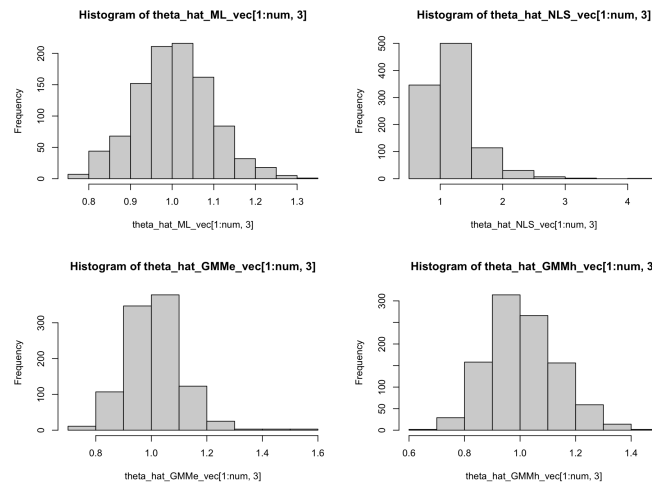 Histogram of theta_hat_ML_vec[1:num, 3]
Frequency
0 50 100 200
0.8 0.9 1.0 1.1 1.2 1.3
theta_hat_ML_vec[1:num, 3]
Histogram of theta_hat_NLS_vec[1:num, 3]
Frequency
0 100 300 500
1 2 3 4
theta_hat_NLS_vec[1:num, 3]
Histogram of theta_hat_GMMe_vec[1:num, 3]
Frequency
0 100 200 300
0.8 1.0 1.2 1.4 1.6
theta_hat_GMMe_vec[1:num, 3]
Histogram of theta_hat_GMMh_vec[1:num, 3
Frequency
0 50 150 300
0.6 0.8 1.0 1.2 1.4
theta_hat_GMMh_vec[1:num, 3]